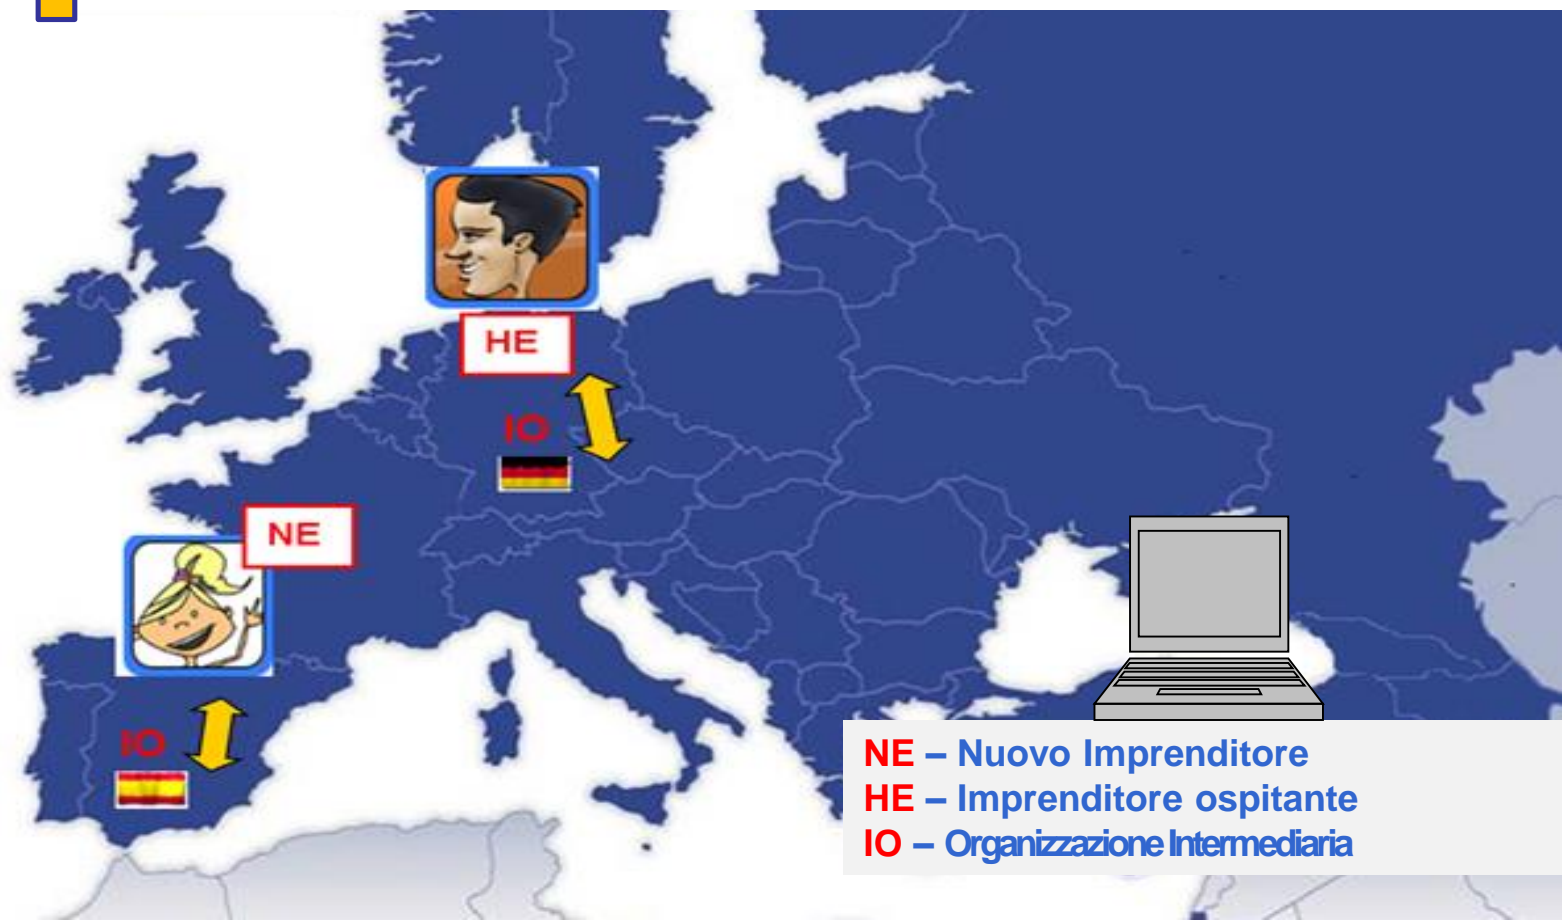 HE
IO
NE
IO
NE – Nuovo Imprenditore
HE – Imprenditore ospitante
IO – Organizzazione Intermediaria